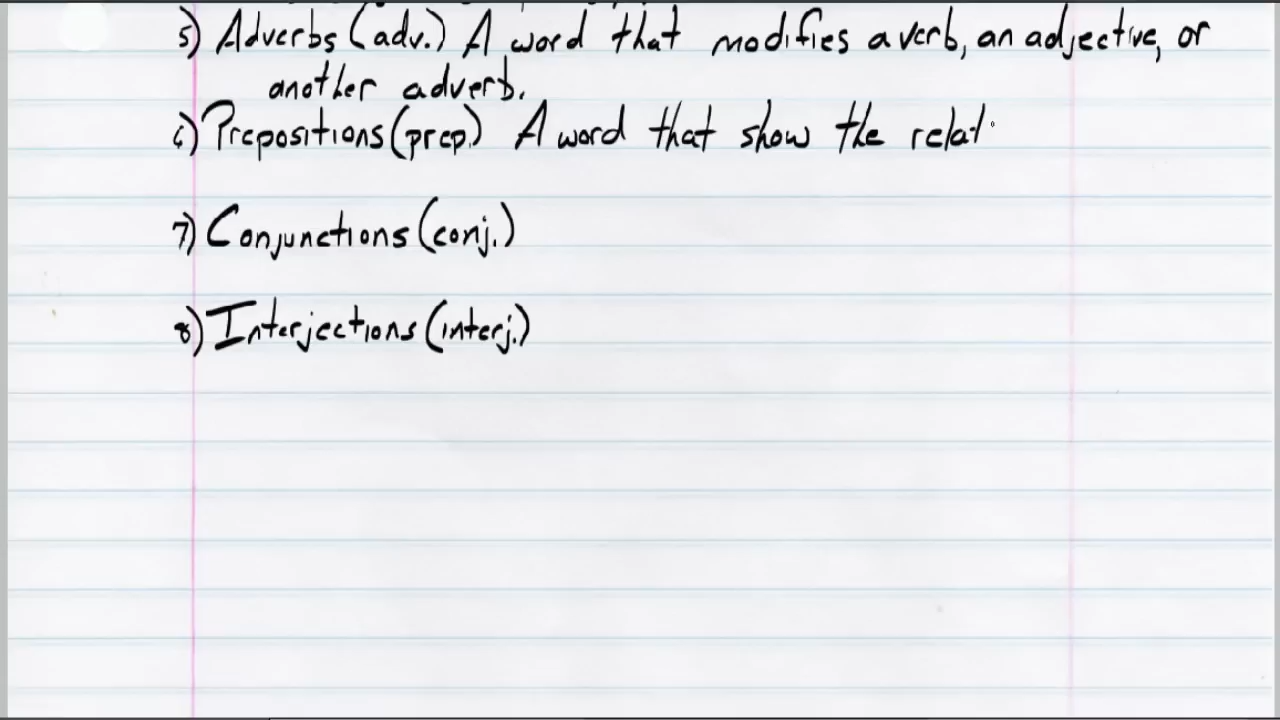 5) Adverbs (adv.) A word that modifies a verb, an adjective, or
another adverb.
6) Prepositions (prep.) A word that show the relati
7) Conjunctions (conj.)
8) Interjections (interj.)